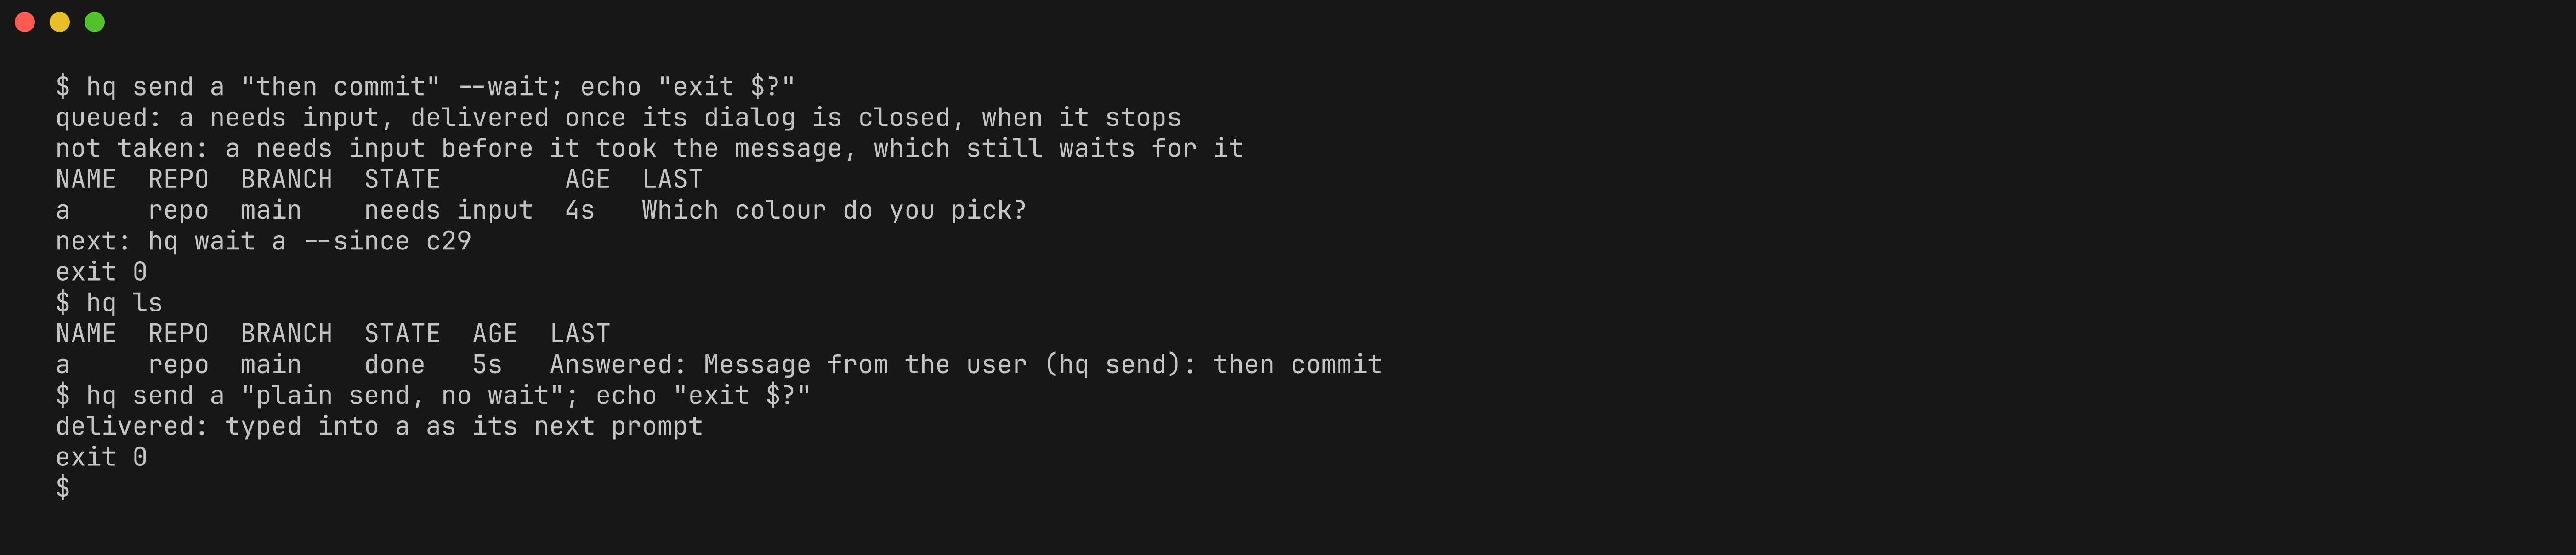 $ hq send a "then commit" --wait; echo "exit $?"
queued: a needs input, delivered once its dialog is closed, when it stops
not taken: a needs input before it took the message, which still waits for it
NAME  REPO  BRANCH  STATE        AGE  LAST
a     repo  main    needs input  4s   Which colour do you pick?
next: hq wait a --since c29
exit 0
$ hq ls
NAME  REPO  BRANCH  STATE  AGE  LAST
a     repo  main    done   5s   Answered: Message from the user (hq send): then commit
$ hq send a "plain send, no wait"; echo "exit $?"
delivered: typed into a as its next prompt
exit 0
$